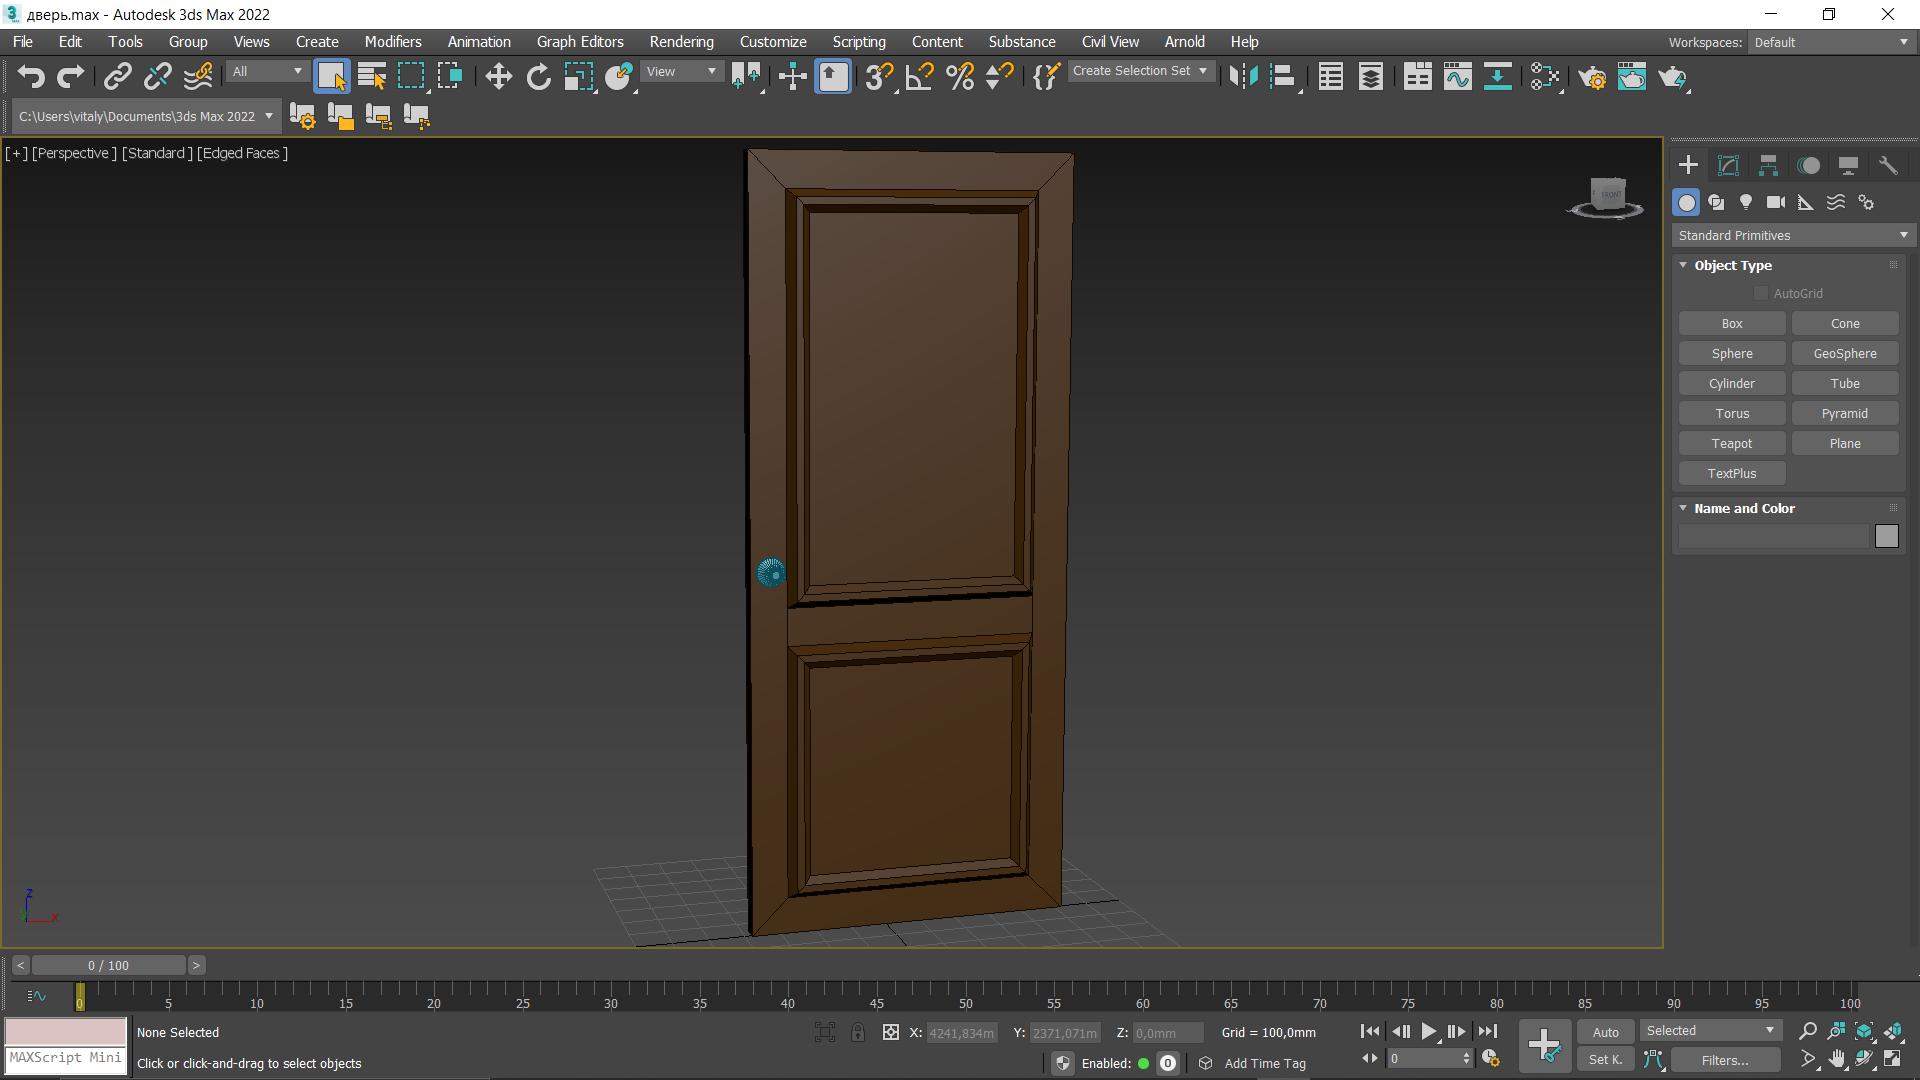 дверь.max - Autodesk 3ds Max 2022
File Edit Tools Group Views Create Modifiers Animation Graph Editors Rendering Customize Scripting Content Substance Civil View Arnold Help Workspaces: Default
All View Create Selection Set
C:\Users\vitaly\Documents\3ds Max 2022
[+] [Perspective ] [Standard ] [Edged Faces ]
FRONT
Standard Primitives
Object Type
AutoGrid
Box Cone
Sphere GeoSphere
Cylinder Tube
Torus Pyramid
Teapot Plane
TextPlus
Name and Color
z
x
< 0 / 100 >
0 5 10 15 20 25 30 35 40 45 50 55 60 65 70 75 80 85 90 95 100
None Selected X: 4241,834m Y: 2371,071m Z: 0,0mm Grid = 100,0mm Auto Selected
MAXScript Mini Click or click-and-drag to select objects Enabled: 0 Add Time Tag 0 Set K. Filters...